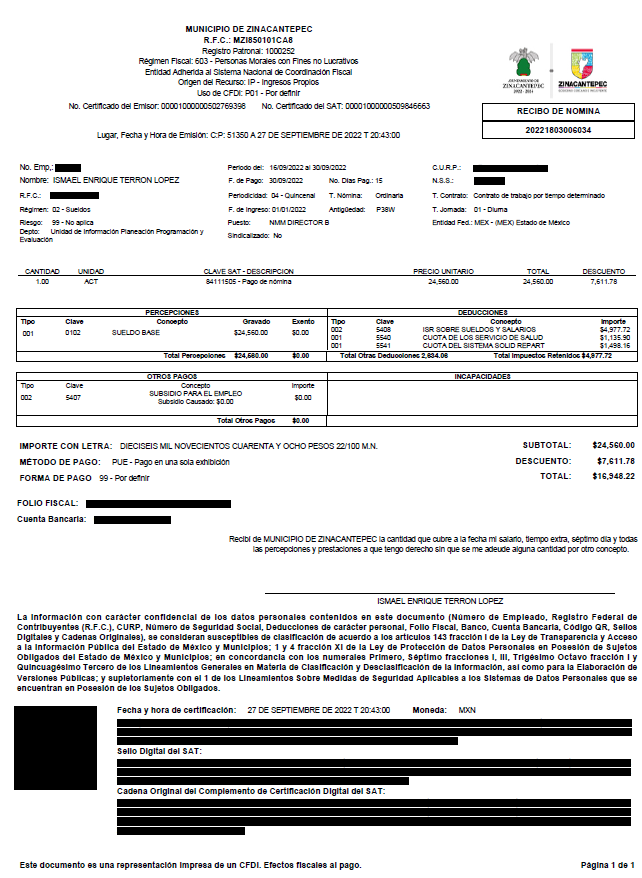 MUNICIPIO DE ZINACANTEPEC
R.F.C.: MZI850101CA8
Registro Patronal: 1000252
Régimen Fiscal: 603 - Personas Morales con Fines no Lucrativos
Entidad Adherida al Sistema Nacional de Coordinación Fiscal
Origen del Recurso: IP - Ingresos Propios
Uso de CFDI: P01 - Por definir
No. Certificado del Emisor: 00001000000502769398 No. Certificado del SAT: 00001000000509846663
AYUNTAMIENTO DE
ZINACANTEPEC
2022 - 2024
ZINACANTEPEC
RECIBO DE NOMINA
20221803006034
Lugar, Fecha y Hora de Emisión: C.P: 51350 A 27 DE SEPTIEMBRE DE 2022 T 20:43:00
No. Emp,: Periodo del: 16/09/2022 al 30/09/2022 C.U.R.P.:
Nombre: ISMAEL ENRIQUE TERRON LOPEZ F. de Pago: 30/09/2022 No. Días Pag.: 15 N.S.S.:
R.F.C.: Periodicidad: 04 - Quincenal T. Nómina: Ordinaria T. Contrato: Contrato de trabajo por tiempo determinado
Régimen: 02 - Sueldos F. de Ingreso: 01/01/2022 Antigüedad: P38W T. Jornada: 01 - Diurna
Riesgo: 99 - No aplica Puesto: NMM DIRECTOR B Entidad Fed.: MEX - (MEX) Estado de México
Depto: Unidad de Información Planeación Programación y
Evaluación
Sindicalizado: No
CANTIDAD UNIDAD CLAVE SAT - DESCRIPCION PRECIO UNITARIO TOTAL DESCUENTO
1.00 ACT 84111505 - Pago de nómina 24,560.00 24,560.00 7,611.78
PERCEPCIONES DEDUCCIONES
Tipo Clave Concepto Gravado Exento Tipo Clave Concepto Importe
001 0102 SUELDO BASE $24,560.00 $0.00
002 5408 ISR SOBRE SUELDOS Y SALARIOS $4,977.72
001 5540 CUOTA DE LOS SERVICIO DE SALUD $1,135.90
001 5541 CUOTA DEL SISTEMA SOLID REPART $1,498.16
Total Percepciones $24,560.00 $0.00 Total Otras Deducciones 2,634.06 Total Impuestos Retenidos $4,977.72
OTROS PAGOS INCAPACIDADES
Tipo Clave Concepto Importe
002 5407 SUBSIDIO PARA EL EMPLEO $0.00
Subsidio Causado: $0.00
Total Otros Pagos $0.00
IMPORTE CON LETRA: DIECISEIS MIL NOVECIENTOS CUARENTA Y OCHO PESOS 22/100 M.N. SUBTOTAL: $24,560.00
MÉTODO DE PAGO: PUE - Pago en una sola exhibición DESCUENTO: $7,611.78
FORMA DE PAGO 99 - Por definir TOTAL: $16,948.22
FOLIO FISCAL:
Cuenta Bancaria:
Recibí de MUNICIPIO DE ZINACANTEPEC la cantidad que cubre a la fecha mi salario, tiempo extra, séptimo día y todas
las percepciones y prestaciones a que tengo derecho sin que se me adeude alguna cantidad por otro concepto.
ISMAEL ENRIQUE TERRON LOPEZ
La información con carácter confidencial de los datos personales contenidos en este documento (Número de Empleado, Registro Federal de
Contribuyentes (R.F.C.), CURP, Número de Seguridad Social, Deducciones de carácter personal, Folio Fiscal, Banco, Cuenta Bancaria, Código QR, Sellos
Digitales y Cadenas Originales), se consideran susceptibles de clasificación de acuerdo a los artículos 143 fracción I de la Ley de Transparencia y Acceso
a la Información Pública del Estado de México y Municipios; 1 y 4 fracción XI de la Ley de Protección de Datos Personales en Posesión de Sujetos
Obligados del Estado de México y Municipios; en concordancia con los numerales Primero, Séptimo fracciones I, III, Trigésimo Octavo fracción I y
Quincuagésimo Tercero de los Lineamientos Generales en Materia de Clasificación y Desclasificación de la Información, así como para la Elaboración de
Versiones Públicas; y supletoriamente con el 1 de los Lineamientos Sobre Medidas de Seguridad Aplicables a los Sistemas de Datos Personales que se
encuentran en Posesión de los Sujetos Obligados.
Fecha y hora de certificación: 27 DE SEPTIEMBRE DE 2022 T 20:43:00 Moneda: MXN
Sello Digital del SAT:
Cadena Original del Complemento de Certificación Digital del SAT:
Este documento es una representación impresa de un CFDI. Efectos fiscales al pago. Página 1 de 1